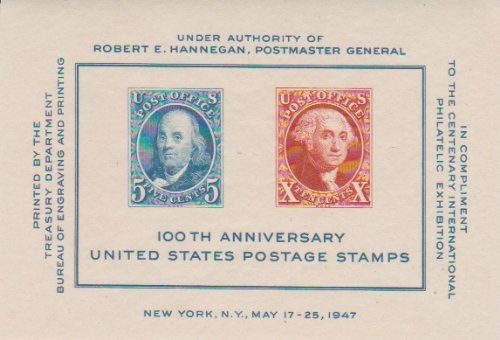 UNDER AUTHORITY OF
ROBERT E. HANNEGAN, POSTMASTER GENERAL
PRINTED BY THE
TREASURY DEPARTMENT
BUREAU OF ENGRAVING AND PRINTING
U S
POST OFFICE
5 FIVE CENTS 5
U S
POST OFFICE
X TEN CENTS X
100TH ANNIVERSARY
UNITED STATES POSTAGE STAMPS
IN COMPLIMENT
TO THE CENTENARY INTERNATIONAL
PHILATELIC EXHIBITION
NEW YORK, N.Y., MAY 17-25, 1947